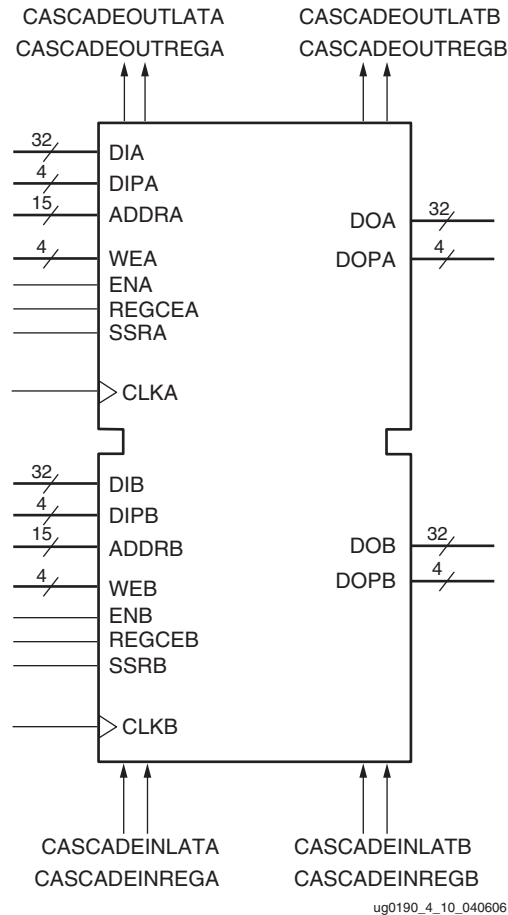 CASCADEOUTLATA CASCADEOUTLATB
CASCADEOUTREGA CASCADEOUTREGB
32 DIA
4 DIPA
15 ADDRA
DOA 32
4 WEA
DOPA 4
ENA
REGCEA
SSRA
CLKA
32 DIB
4 DIPB
15 ADDRB
DOB 32
4 WEB
DOPB 4
ENB
REGCEB
SSRB
CLKB
CASCADEINLATA CASCADEINLATB
CASCADEINREGA CASCADEINREGB
ug0190_4_10_040606